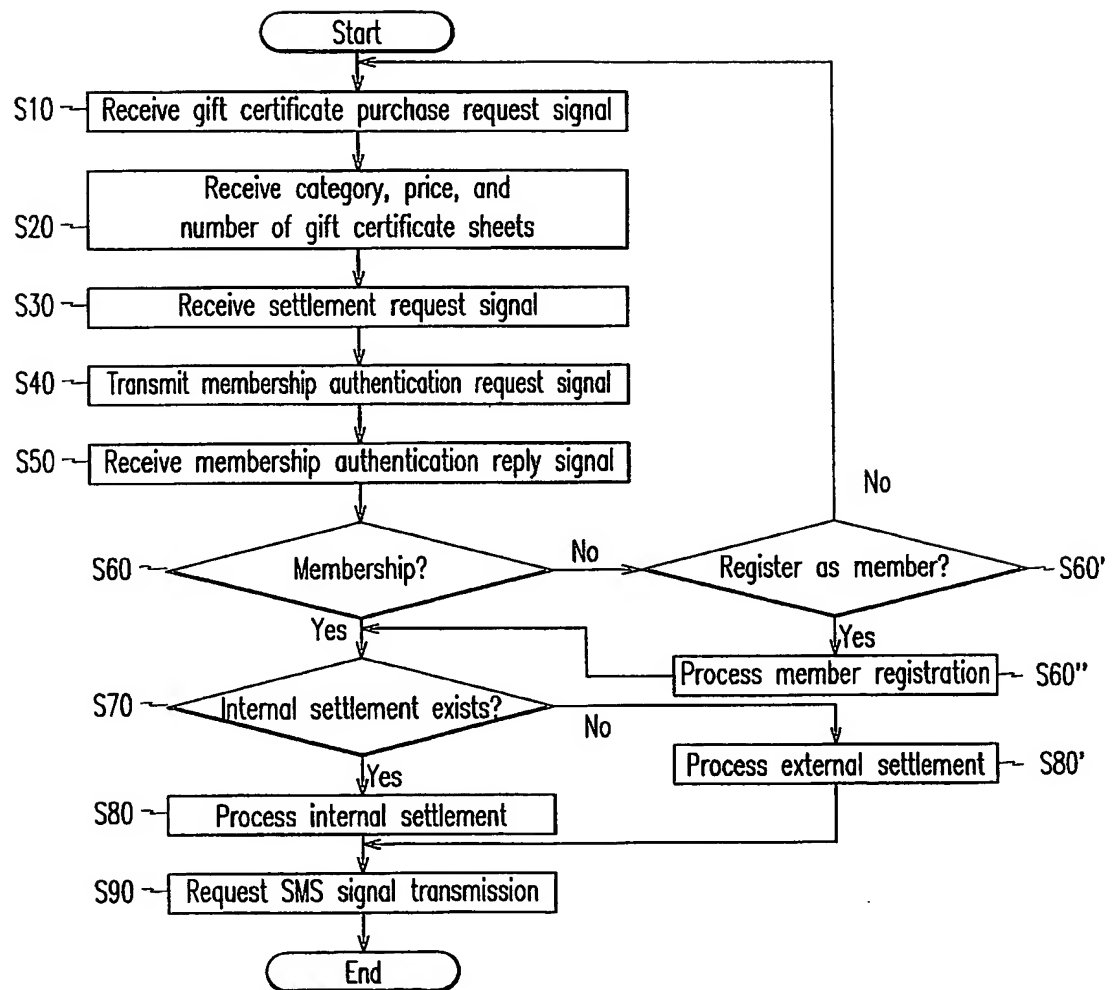 Start
S10 Receive gift certificate purchase request signal
Receive category, price, and
S20 number of gift certificate sheets
S30 Receive settlement request signal
S40 Transmit membership authentication request signal
S50 Receive membership authentication reply signal
No
S60 Membership? No Register as member? S60'
Yes Yes
Process member registration S60"
S70 Internal settlement exists? No
Process external settlement S80'
Yes
S80 Process internal settlement
S90 Request SMS signal transmission
End